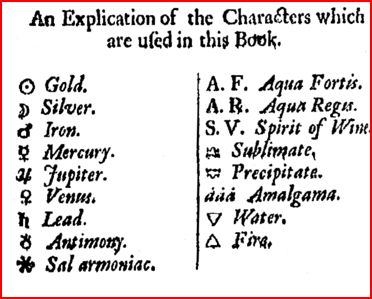 An Explication of the Characters which
are uſed in this Book.
☉ Gold.
☽ Silver.
♂ Iron.
☿ Mercury.
♃ Jupiter.
♀ Venus.
♄ Lead.
♁ Antimony.
✱ Sal armoniac.
A. F. Aqua Fortis.
A. R. Aqua Regis.
S. V. Spirit of Wine.
Sublimate,
Precipitate.
ááá Amalgama.
▽ Water.
△ Fire.